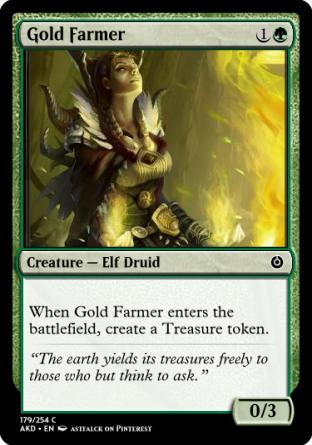 Gold Farmer 1
Creature — Elf Druid
When Gold Farmer enters the
battlefield, create a Treasure token.
“The earth yields its treasures freely to
those who but think to ask.”
0/3
179/254 C
AKD • EN ASTFALCK ON PINTEREST